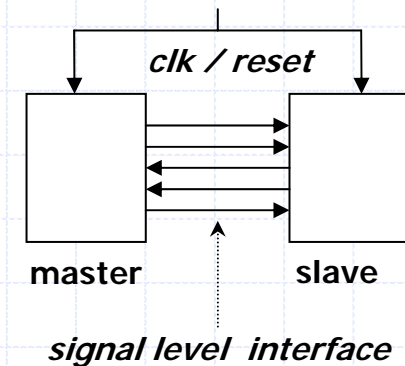 clk / reset
master
slave
signal level interface